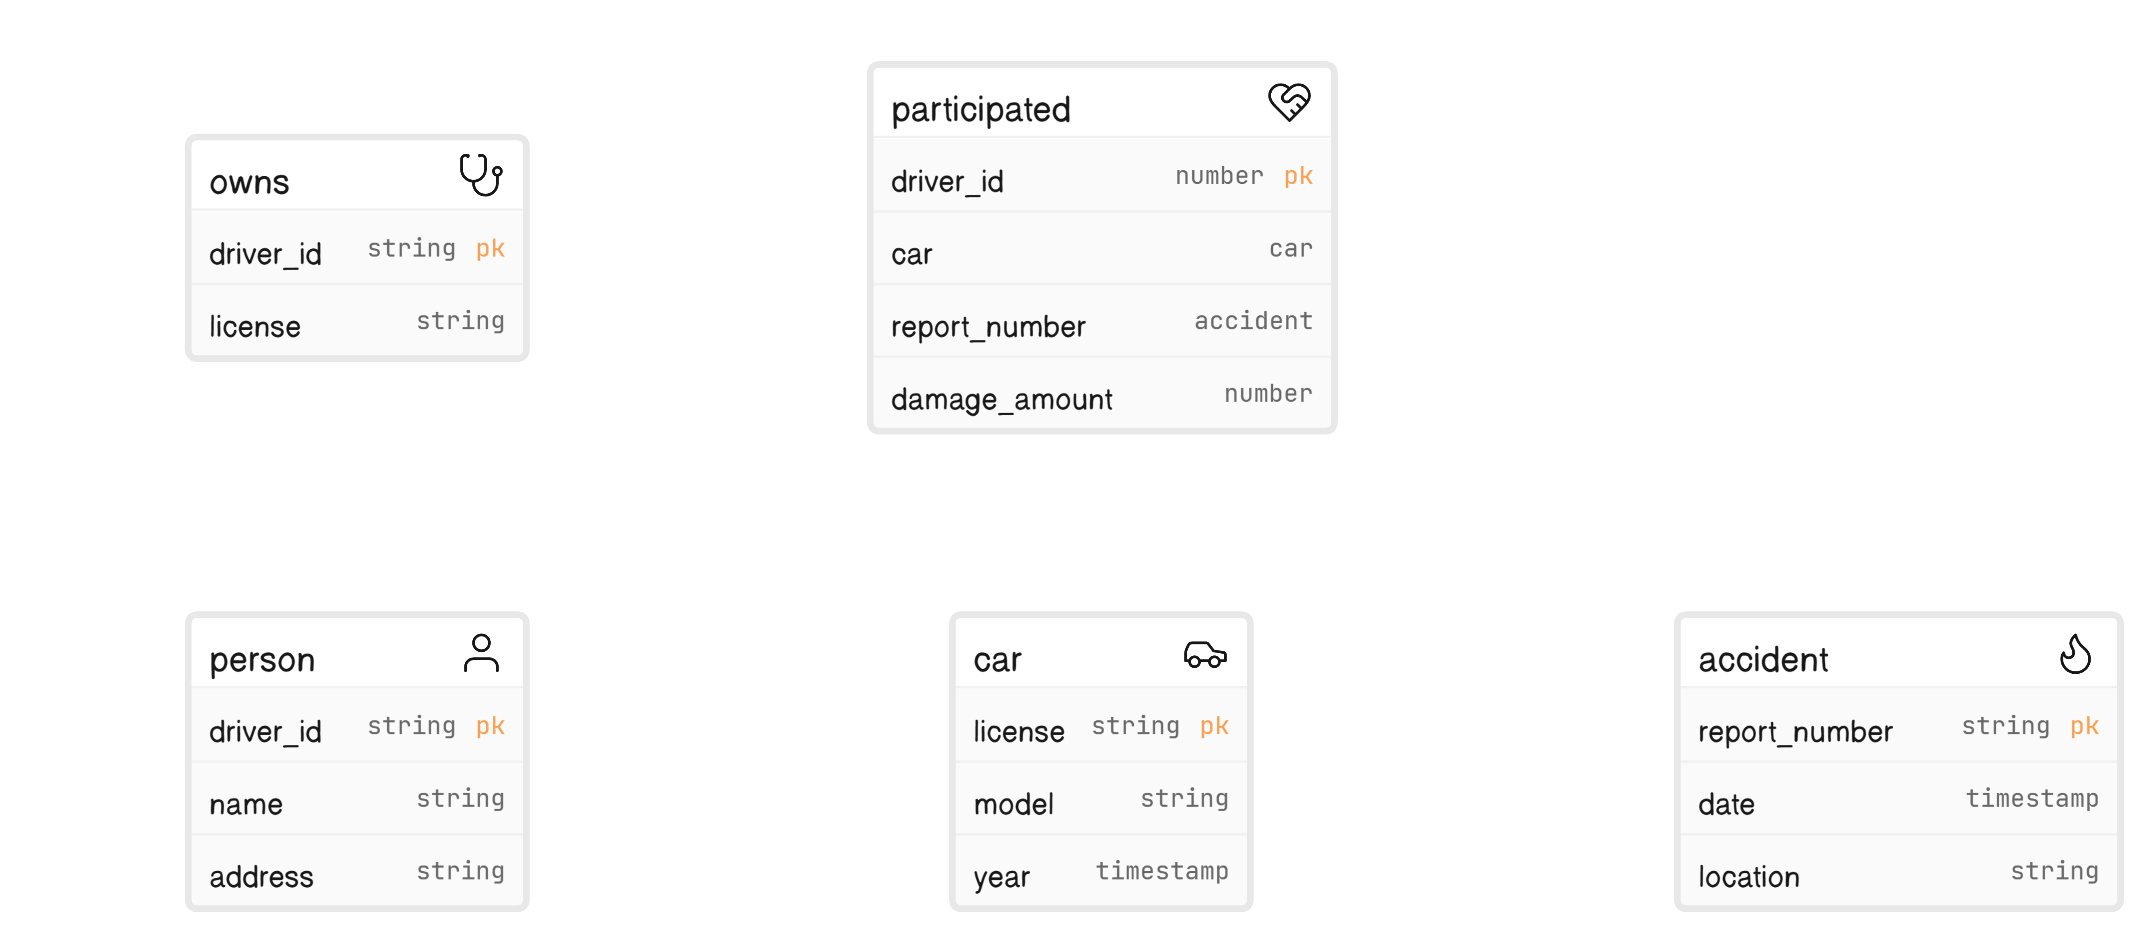 participated
driver_id number pk
car car
report_number accident
damage_amount number
owns
driver_id string pk
license string
person
driver_id string pk
name string
address string
car
license string pk
model string
year timestamp
accident
report_number string pk
date timestamp
location string